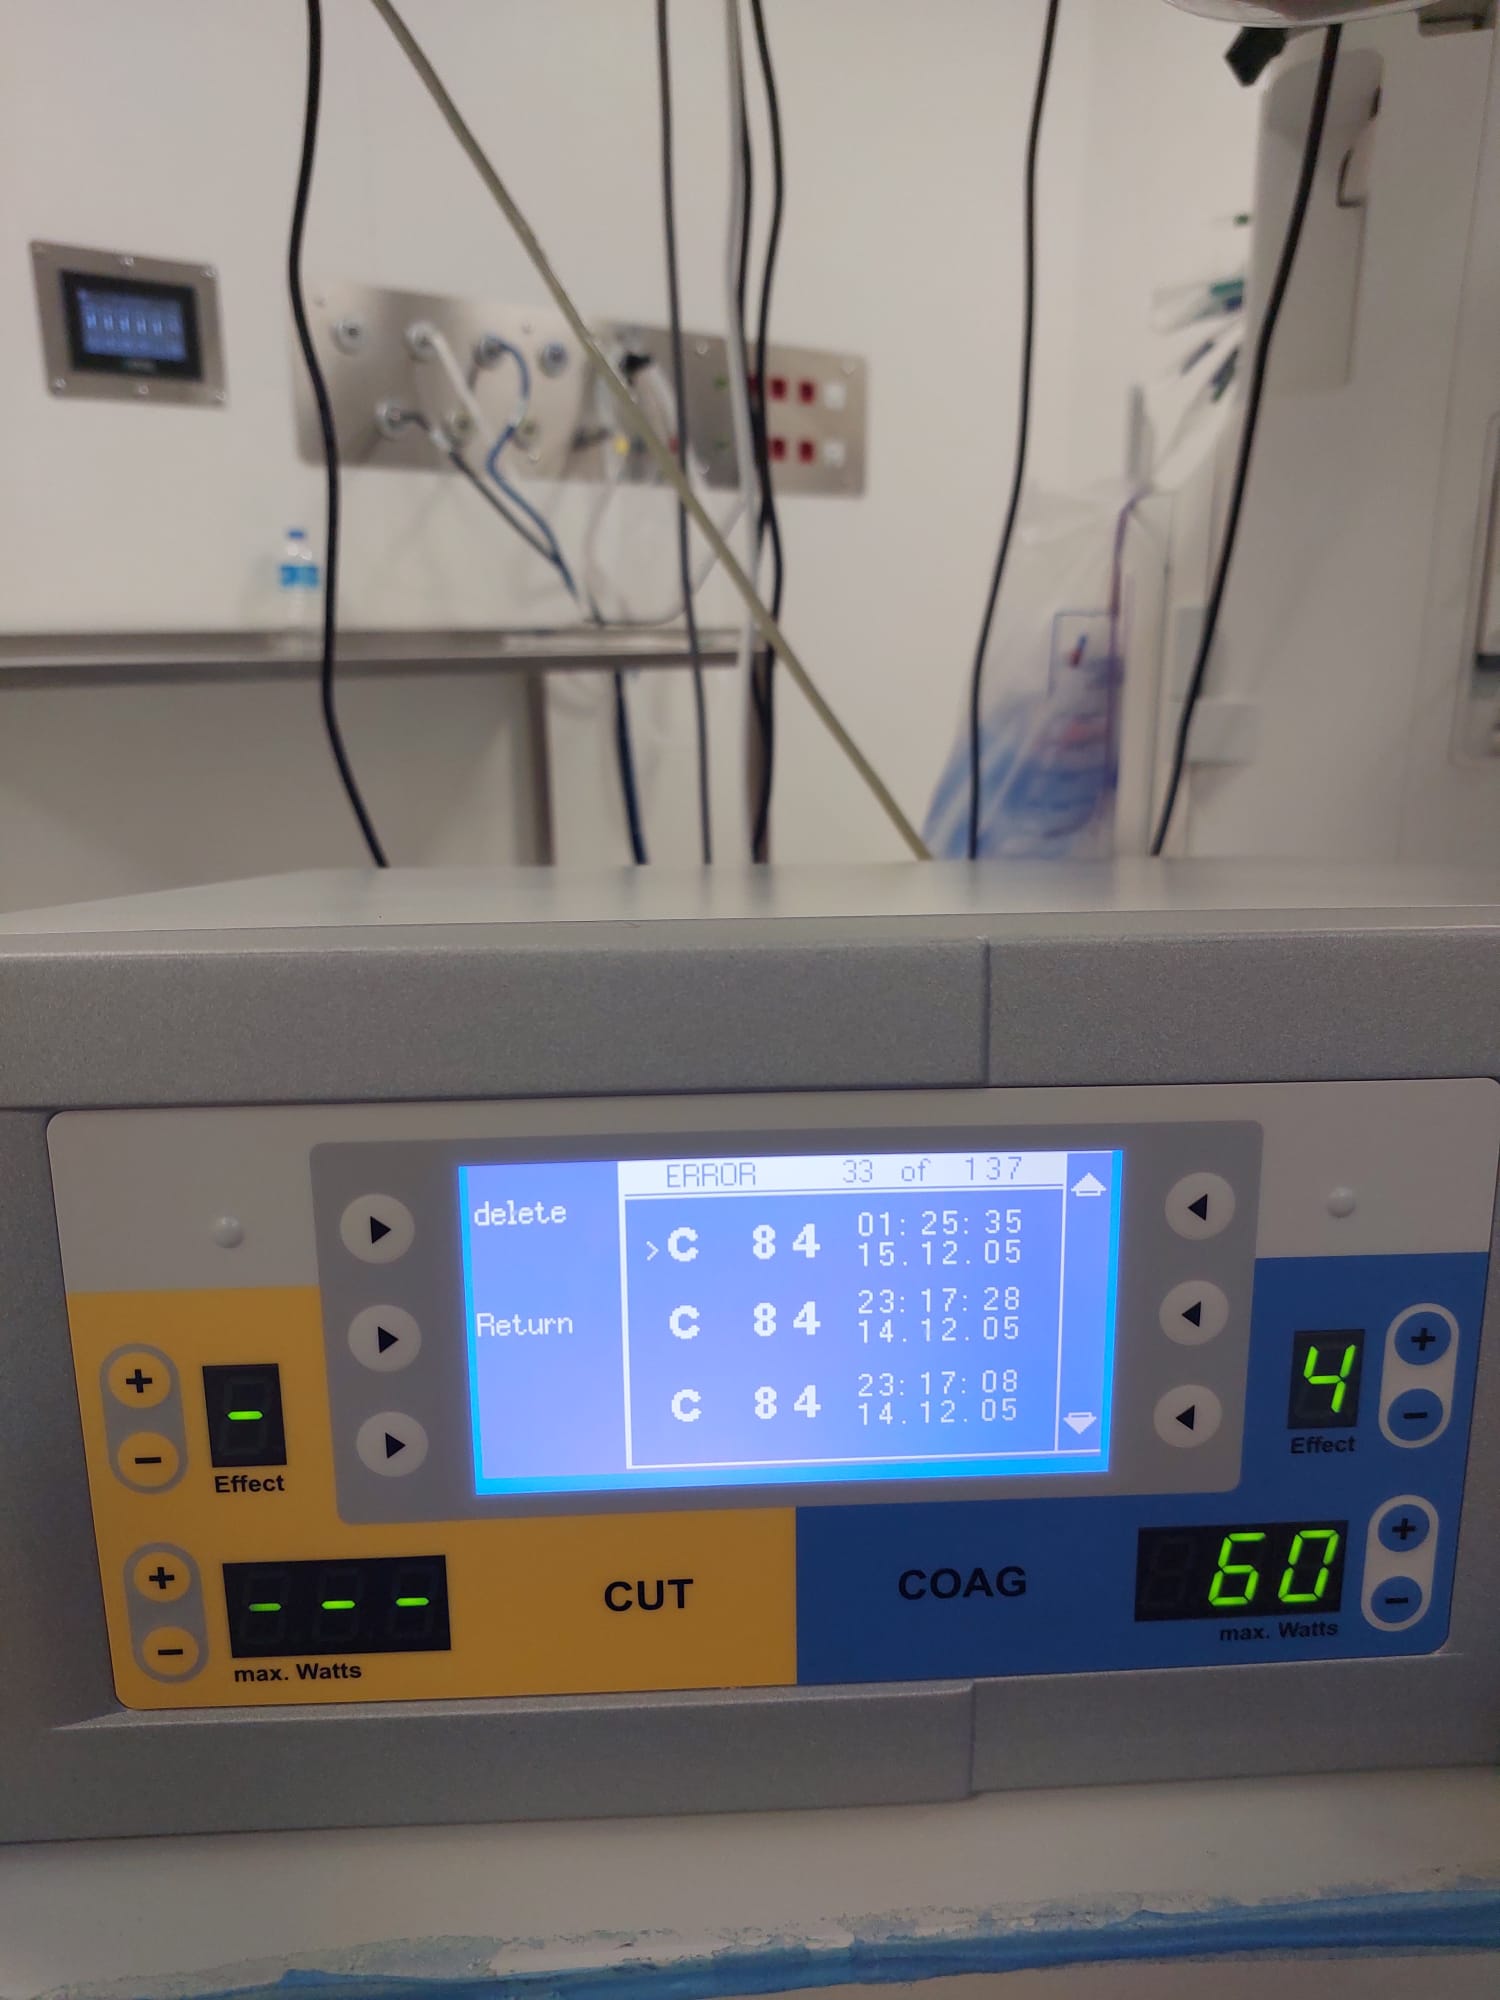 ERROR 33 of 137
delete
>C 84 01:25:35
15.12.05
Return
C 84 23:17:28
14.12.05
C 84 23:17:08
14.12.05
+
-
-
Effect
4
+
-
Effect
+
-
---
max. Watts
CUT
COAG
60
max. Watts
+
-